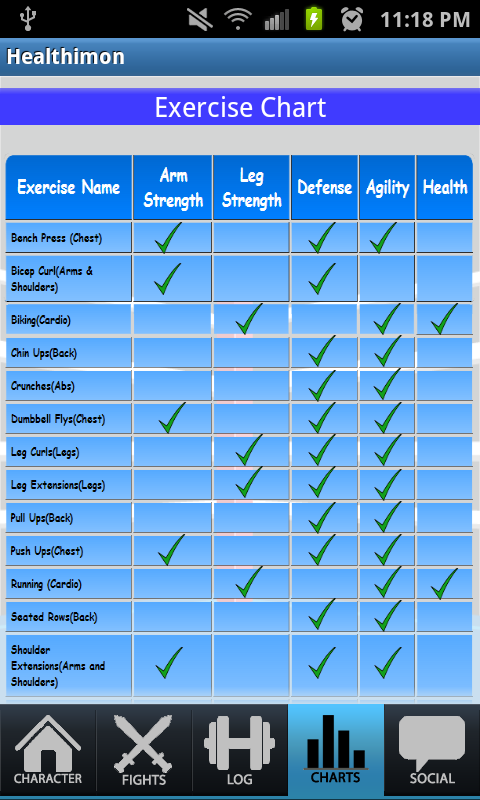 11:18 PM
Healthimon
Exercise Chart
Exercise Name
Arm
Strength
Leg
Strength
Defense
Agility
Health
Bench Press (Chest)
Bicep Curl(Arms &
Shoulders)
Biking(Cardio)
Chin Ups(Back)
Crunches(Abs)
Dumbbell Flys(Chest)
Leg Curls(Legs)
Leg Extensions(Legs)
Pull Ups(Back)
Push Ups(Chest)
Running (Cardio)
Seated Rows(Back)
Shoulder
Extensions(Arms and
Shoulders)
CHARACTER
FIGHTS
LOG
CHARTS
SOCIAL